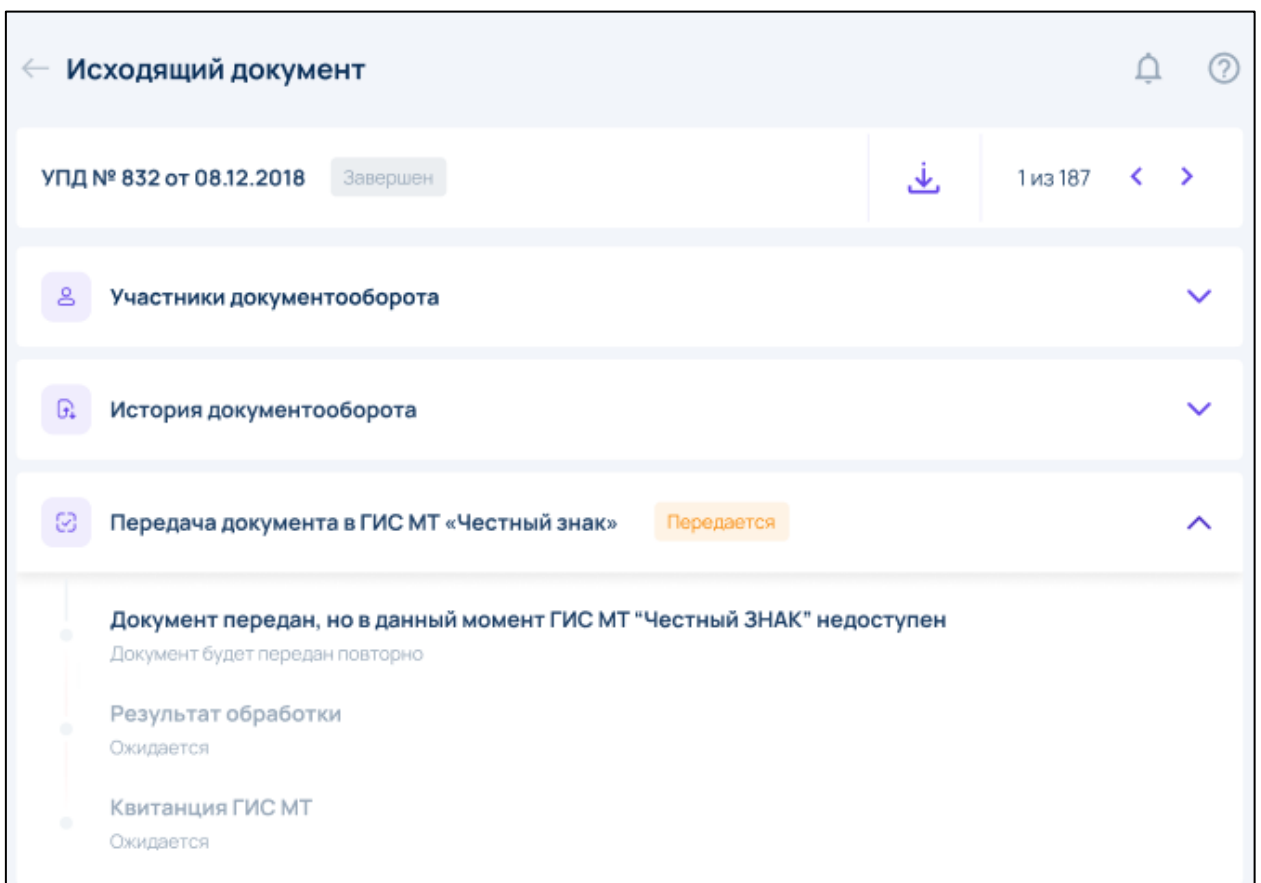 Исходящий документ
УПД № 832 от 08.12.2018 Завершен 1 из 187
Участники документооборота
История документооборота
Передача документа в ГИС МТ «Честный знак» Передается
Документ передан, но в данный момент ГИС МТ “Честный ЗНАК” недоступен
Документ будет передан повторно
Результат обработки
Ожидается
Квитанция ГИС МТ
Ожидается